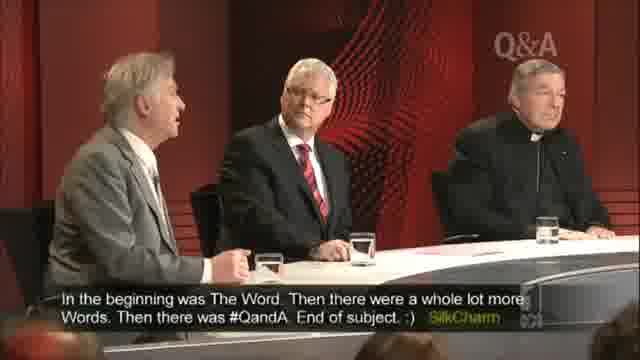 Q&A
In the beginning was The Word. Then there were a whole lot more
Words. Then there was #QandA. End of subject. :) SilkCharm